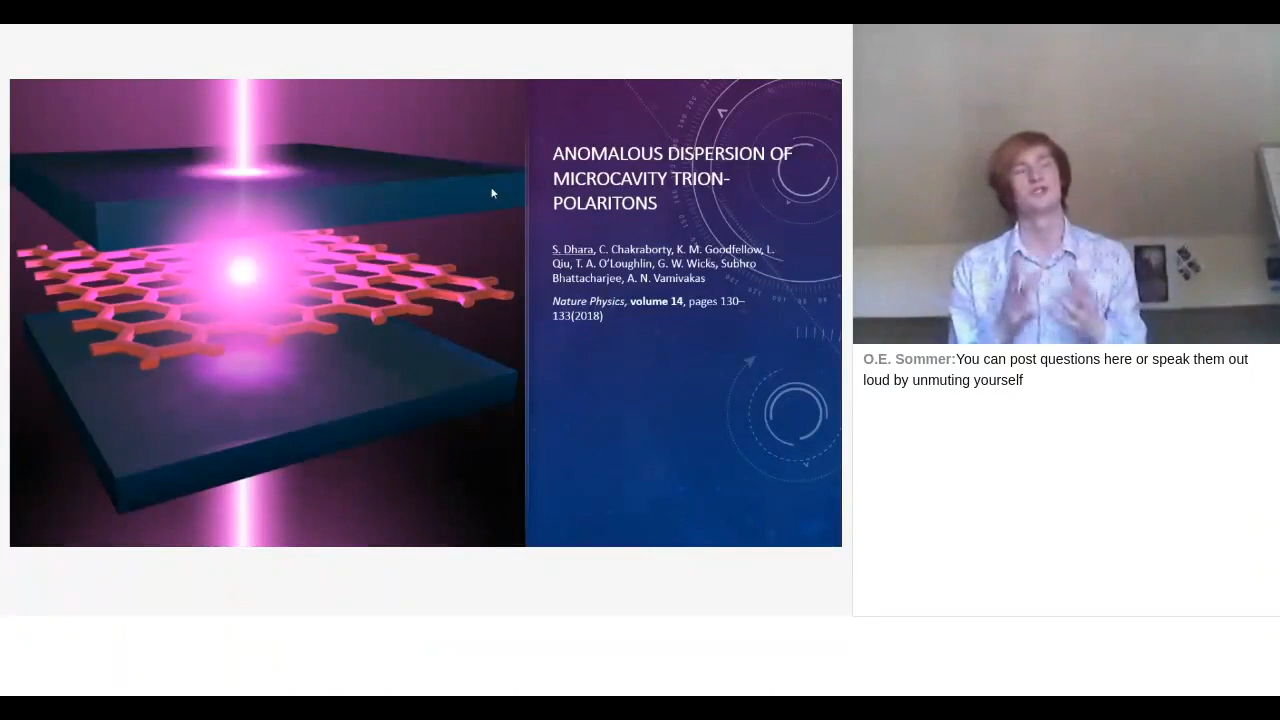 ANOMALOUS DISPERSION OF
MICROCAVITY TRION-
POLARITONS
S. Dhara, C. Chakraborty, K. M. Goodfellow, L.
Qiu, T. A. O'Loughlin, G. W. Wicks, Subhro
Bhattacharjee, A. N. Vamivakas
Nature Physics, volume 14, pages 130–
133(2018)
O.E. Sommer:You can post questions here or speak them out
loud by unmuting yourself